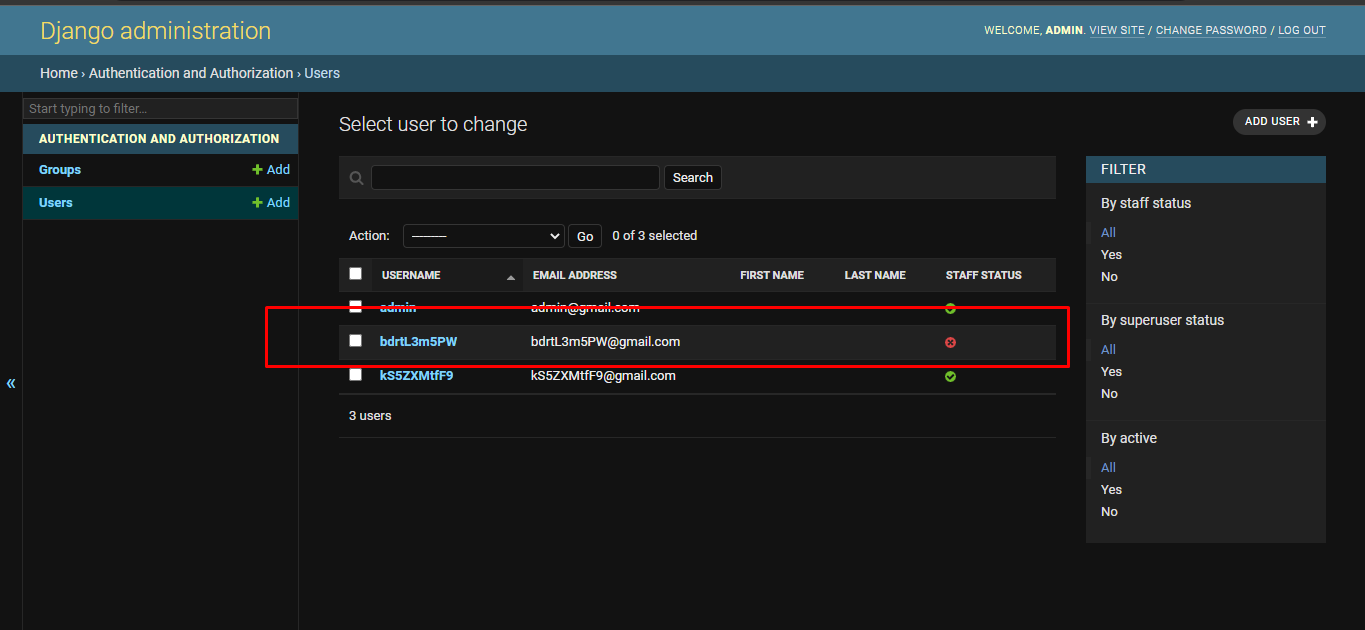 Django administration
WELCOME, ADMIN. VIEW SITE / CHANGE PASSWORD / LOG OUT
Home › Authentication and Authorization › Users
Start typing to filter...
AUTHENTICATION AND AUTHORIZATION
Groups + Add
Users + Add
«
Select user to change
ADD USER +
Search
Action: --------- Go 0 of 3 selected
USERNAME EMAIL ADDRESS FIRST NAME LAST NAME STAFF STATUS
admin admin@gmail.com
bdrtL3m5PW bdrtL3m5PW@gmail.com
kS5ZXMtfF9 kS5ZXMtfF9@gmail.com
3 users
FILTER
By staff status
All
Yes
No
By superuser status
All
Yes
No
By active
All
Yes
No